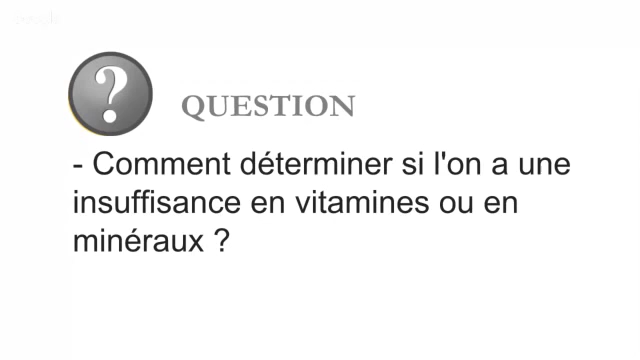 ?
QUESTION
- Comment déterminer si l'on a une
insuffisance en vitamines ou en
minéraux ?